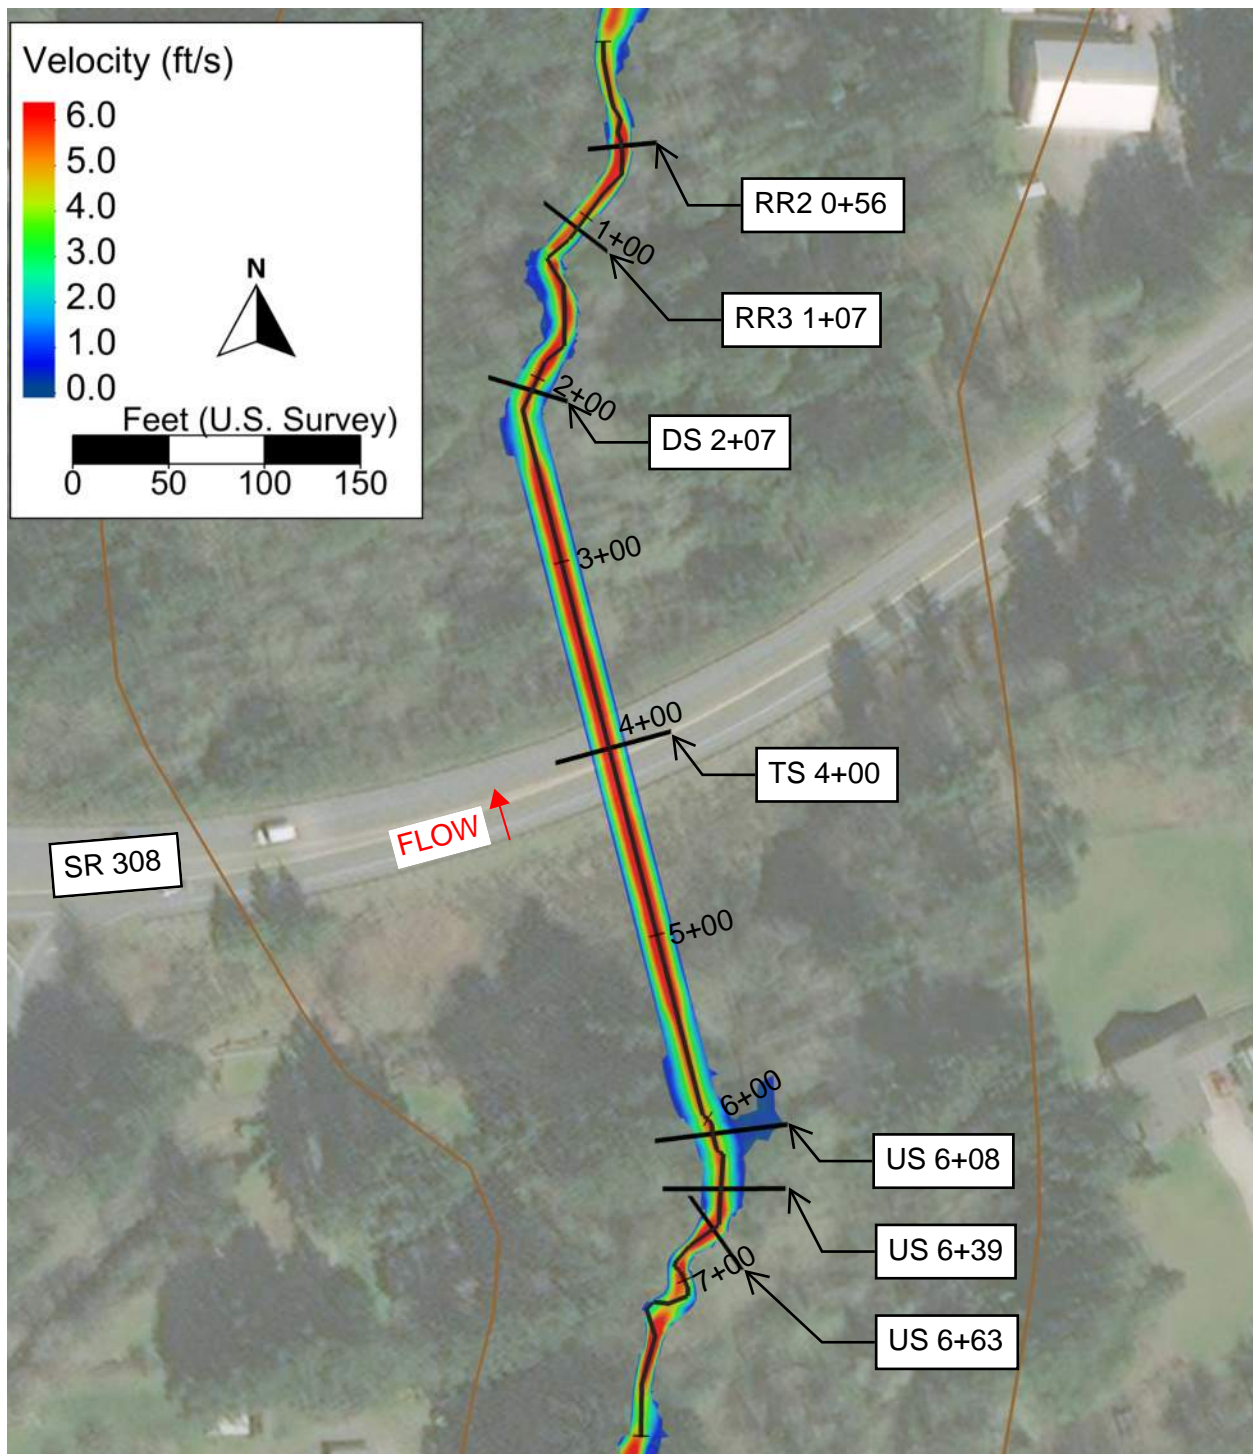 Velocity (ft/s)
6.0
5.0
4.0
3.0
2.0
1.0
0.0
N
Feet (U.S. Survey)
0 50 100 150
RR2 0+56
1+00
RR3 1+07
2+00
DS 2+07
3+00
4+00
TS 4+00
FLOW
SR 308
5+00
6+00
US 6+08
US 6+39
7+00
US 6+63